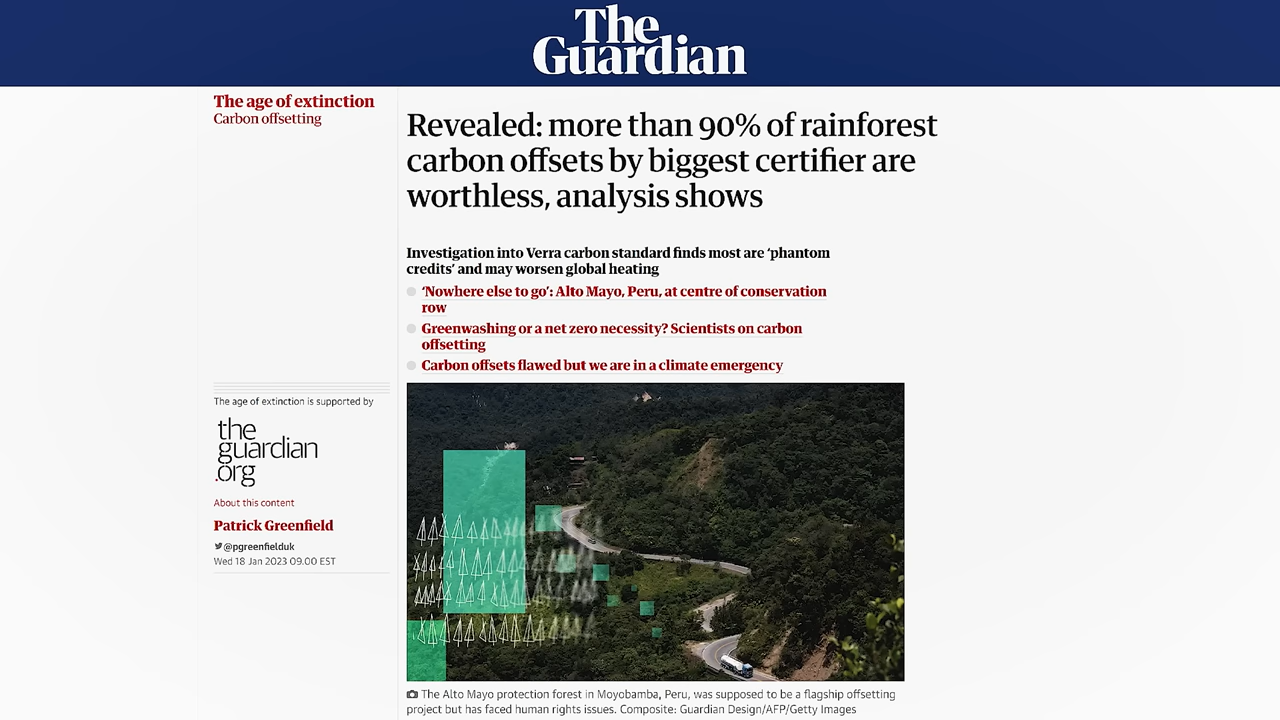 The
Guardian
The age of extinction
Carbon offsetting
Revealed: more than 90% of rainforest
carbon offsets by biggest certifier are
worthless, analysis shows
Investigation into Verra carbon standard finds most are ‘phantom
credits’ and may worsen global heating
‘Nowhere else to go’: Alto Mayo, Peru, at centre of conservation
row
Greenwashing or a net zero necessity? Scientists on carbon
offsetting
Carbon offsets flawed but we are in a climate emergency
The age of extinction is supported by
the
guardian
.org
About this content
Patrick Greenfield
@pgreenfielduk
Wed 18 Jan 2023 09.00 EST
The Alto Mayo protection forest in Moyobamba, Peru, was supposed to be a flagship offsetting
project but has faced human rights issues. Composite: Guardian Design/AFP/Getty Images